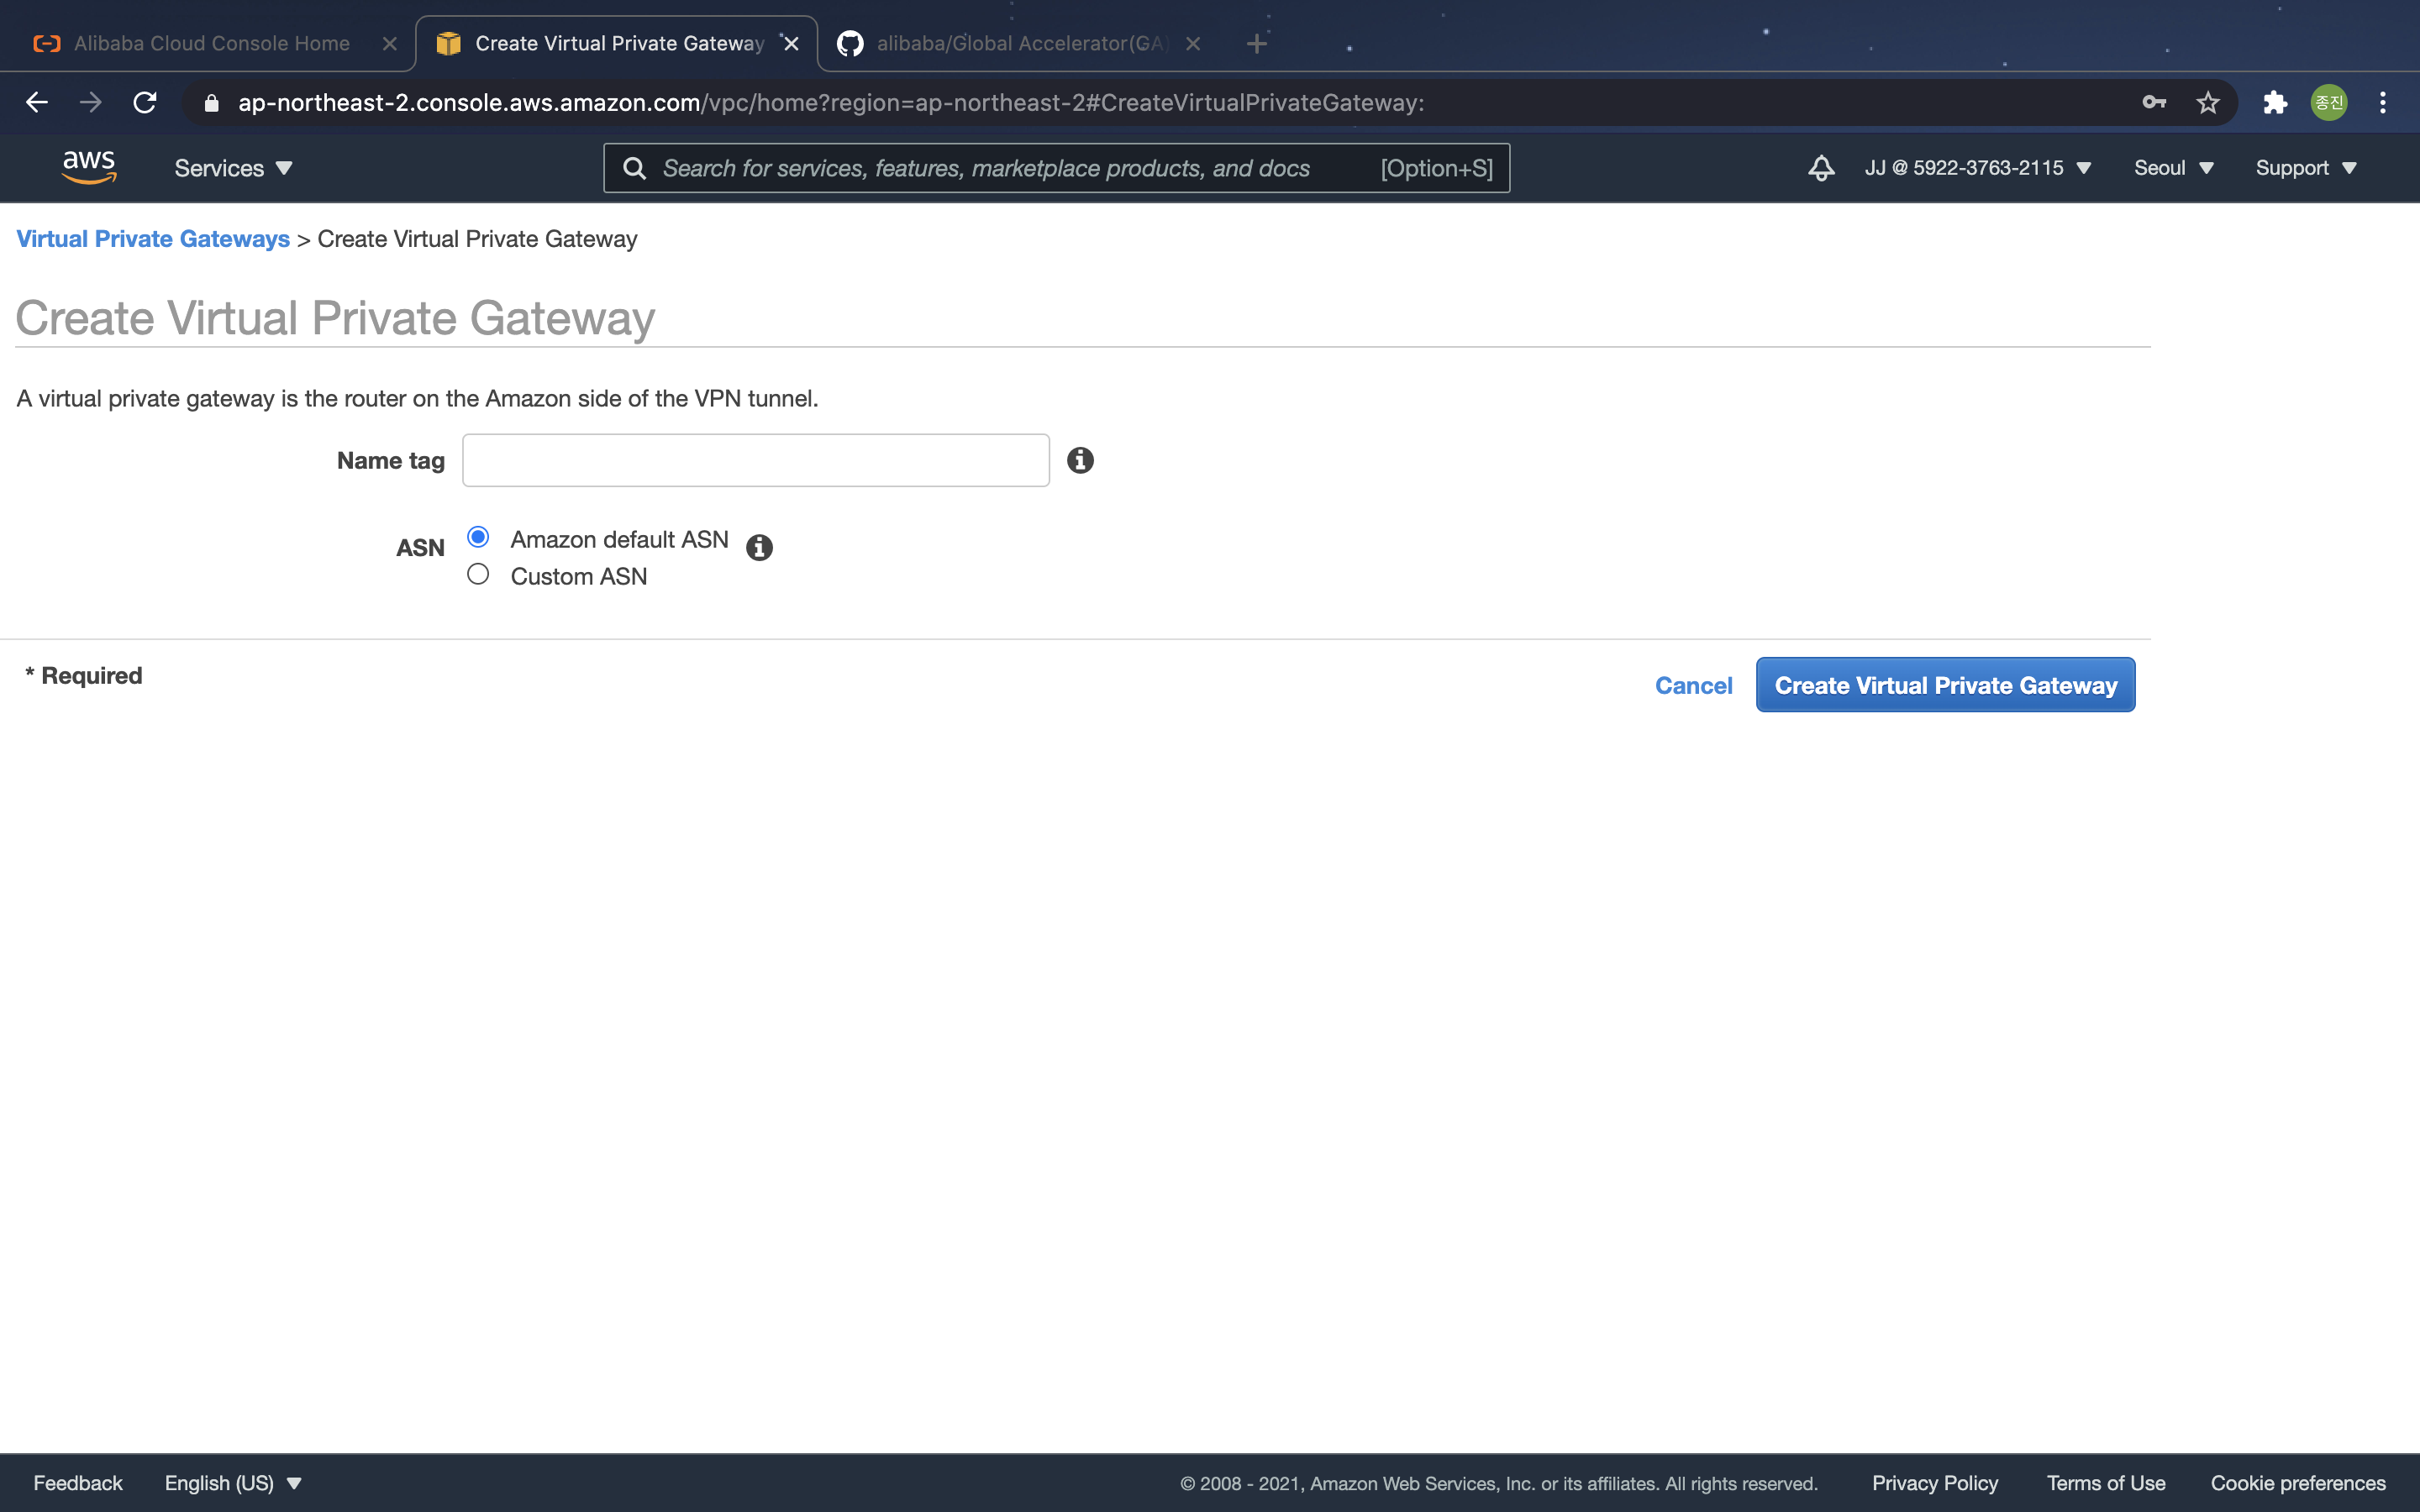 Alibaba Cloud Console Home
Create Virtual Private Gateway
alibaba/Global Accelerator(GA)
ap-northeast-2.console.aws.amazon.com/vpc/home?region=ap-northeast-2#CreateVirtualPrivateGateway:
종진
aws
Services
Search for services, features, marketplace products, and docs
[Option+S]
JJ @ 5922-3763-2115
Seoul
Support
Virtual Private Gateways > Create Virtual Private Gateway
Create Virtual Private Gateway
A virtual private gateway is the router on the Amazon side of the VPN tunnel.
Name tag
ASN
Amazon default ASN
Custom ASN
* Required
Cancel
Create Virtual Private Gateway
Feedback
English (US)
© 2008 - 2021, Amazon Web Services, Inc. or its affiliates. All rights reserved.
Privacy Policy
Terms of Use
Cookie preferences